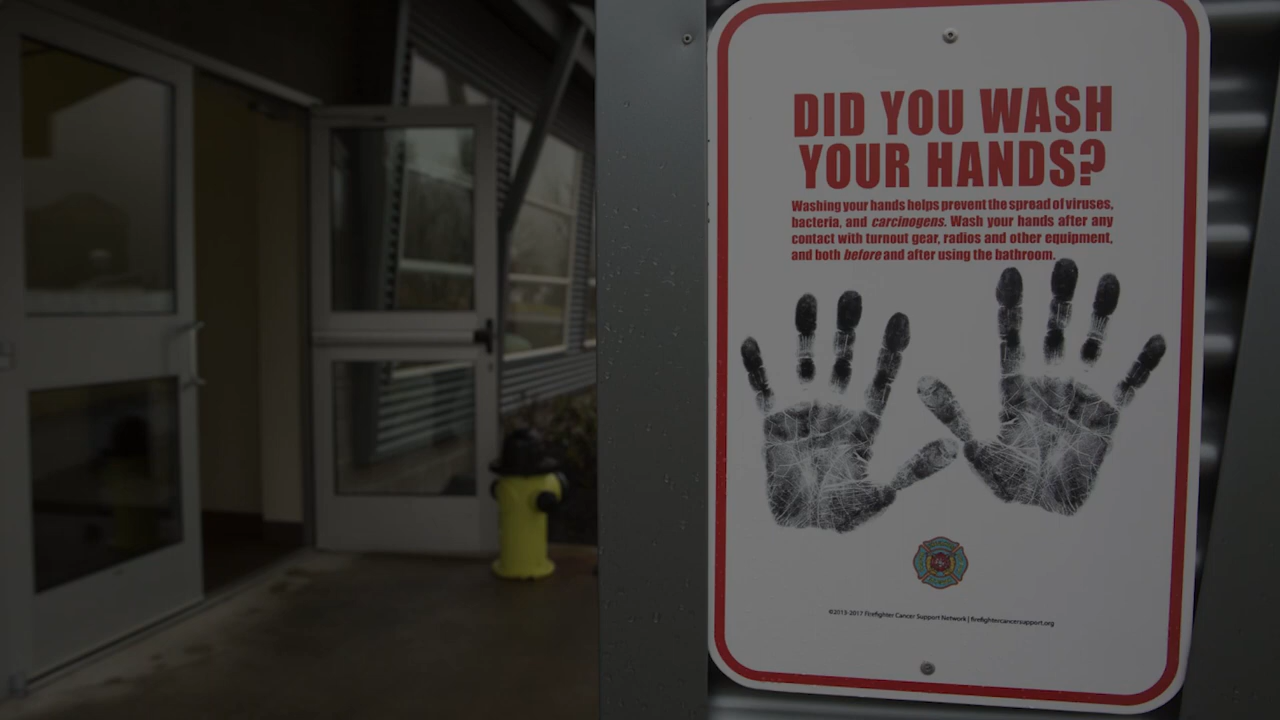 DID YOU WASH
YOUR HANDS?
Washing your hands helps prevent the spread of viruses,
bacteria, and carcinogens. Wash your hands after any
contact with turnout gear, radios and other equipment,
and both before and after using the bathroom.
©2013-2017 Firefighter Cancer Support Network | firefightercancersupport.org